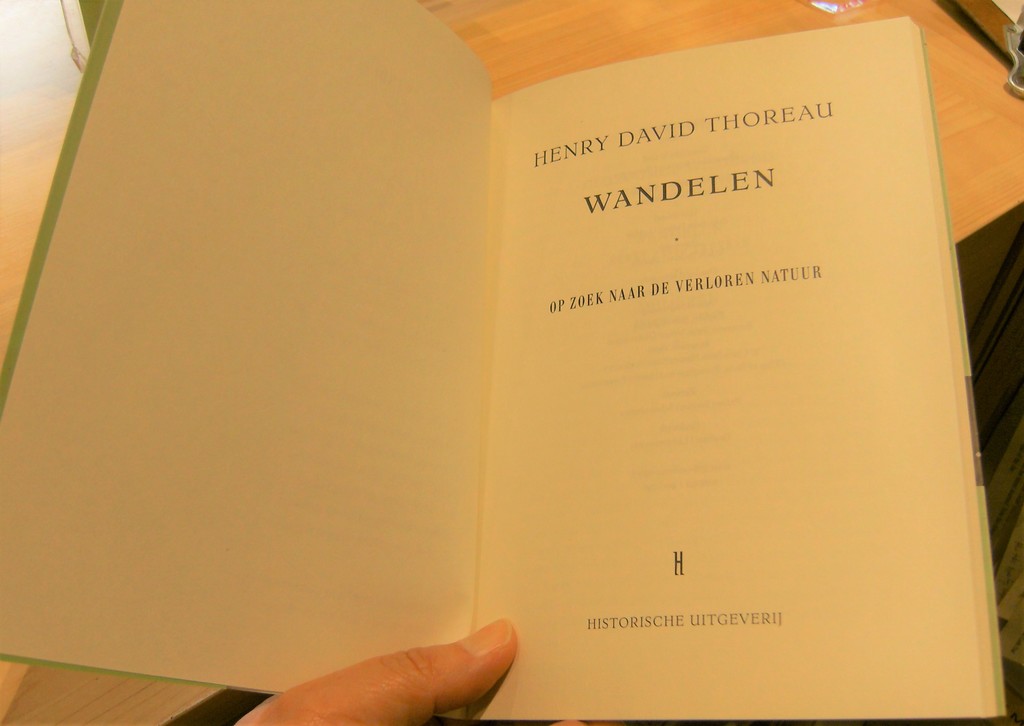 HENRY DAVID THOREAU
WANDELEN
OP ZOEK NAAR DE VERLOREN NATUUR
H
HISTORISCHE UITGEVERIJ